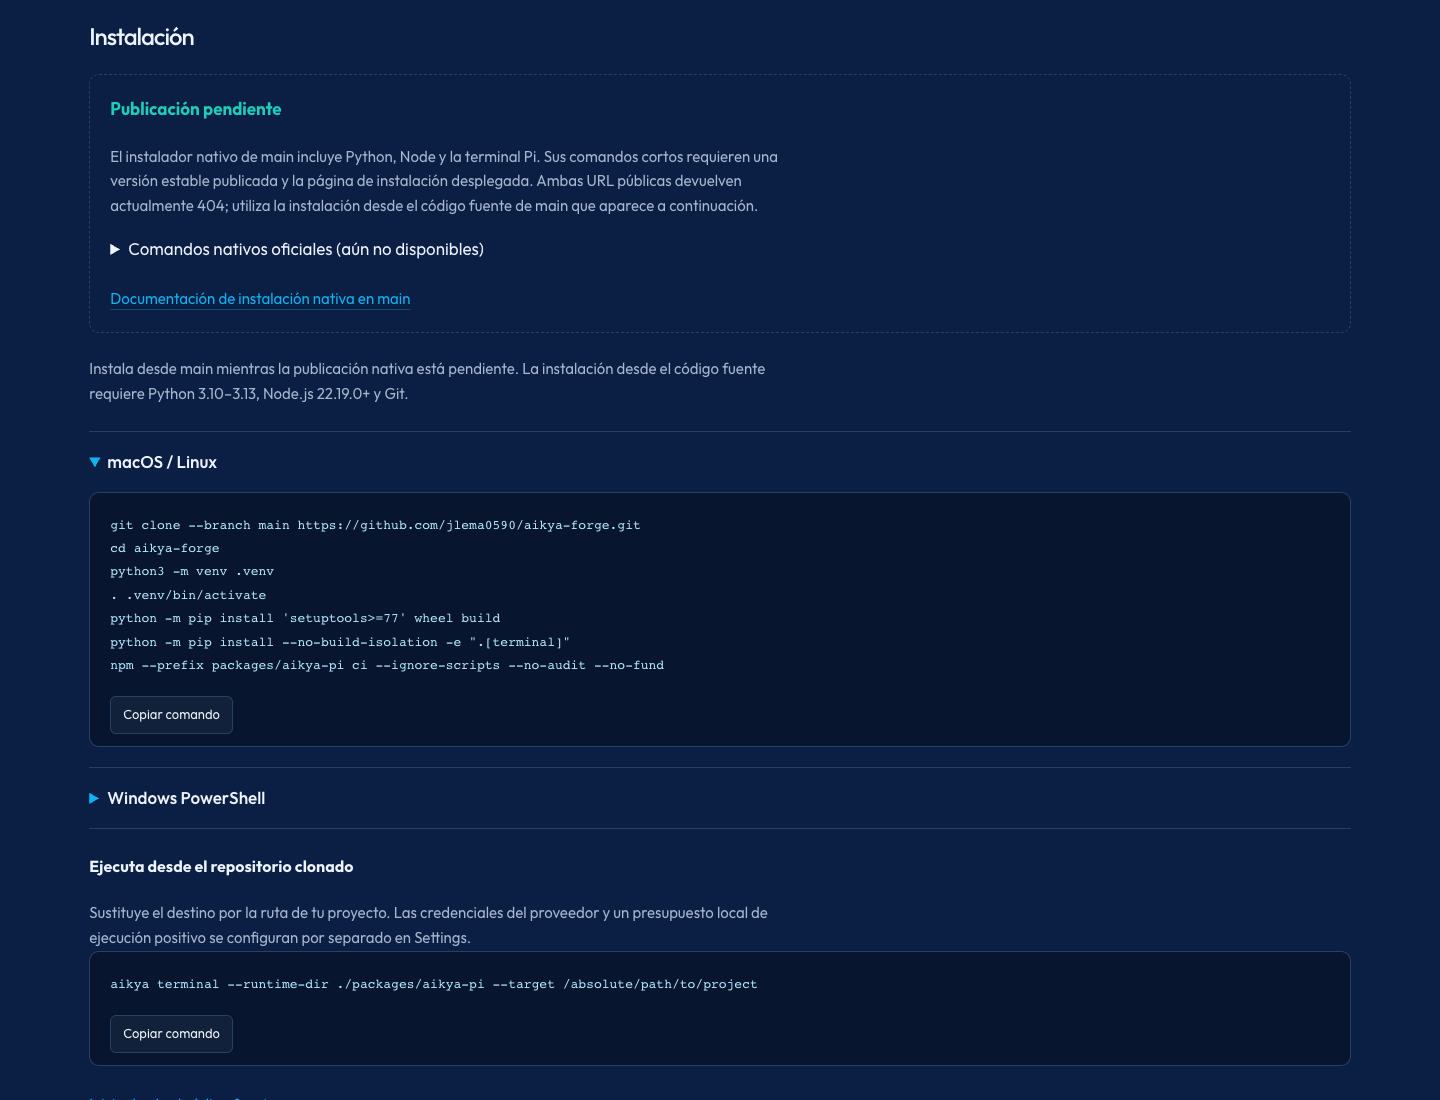 Instalación
Publicación pendiente
El instalador nativo de main incluye Python, Node y la terminal Pi. Sus comandos cortos requieren una
versión estable publicada y la página de instalación desplegada. Ambas URL públicas devuelven
actualmente 404; utiliza la instalación desde el código fuente de main que aparece a continuación.
Comandos nativos oficiales (aún no disponibles)
Documentación de instalación nativa en main
Instala desde main mientras la publicación nativa está pendiente. La instalación desde el código fuente
requiere Python 3.10–3.13, Node.js 22.19.0+ y Git.
macOS / Linux
git clone --branch main https://github.com/jlema0590/aikya-forge.git
cd aikya-forge
python3 -m venv .venv
. .venv/bin/activate
python -m pip install 'setuptools>=77' wheel build
python -m pip install --no-build-isolation -e ".[terminal]"
npm --prefix packages/aikya-pi ci --ignore-scripts --no-audit --no-fund
Copiar comando
Windows PowerShell
Ejecuta desde el repositorio clonado
Sustituye el destino por la ruta de tu proyecto. Las credenciales del proveedor y un presupuesto local de
ejecución positivo se configuran por separado en Settings.
aikya terminal --runtime-dir ./packages/aikya-pi --target /absolute/path/to/project
Copiar comando